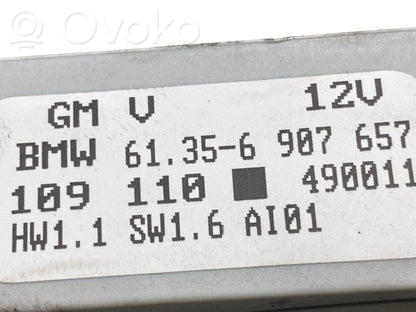 Ovoko
GM V 12V
BMW 61.35-6 907 657
109 110 490011
HW1.1 SW1.6 AI01